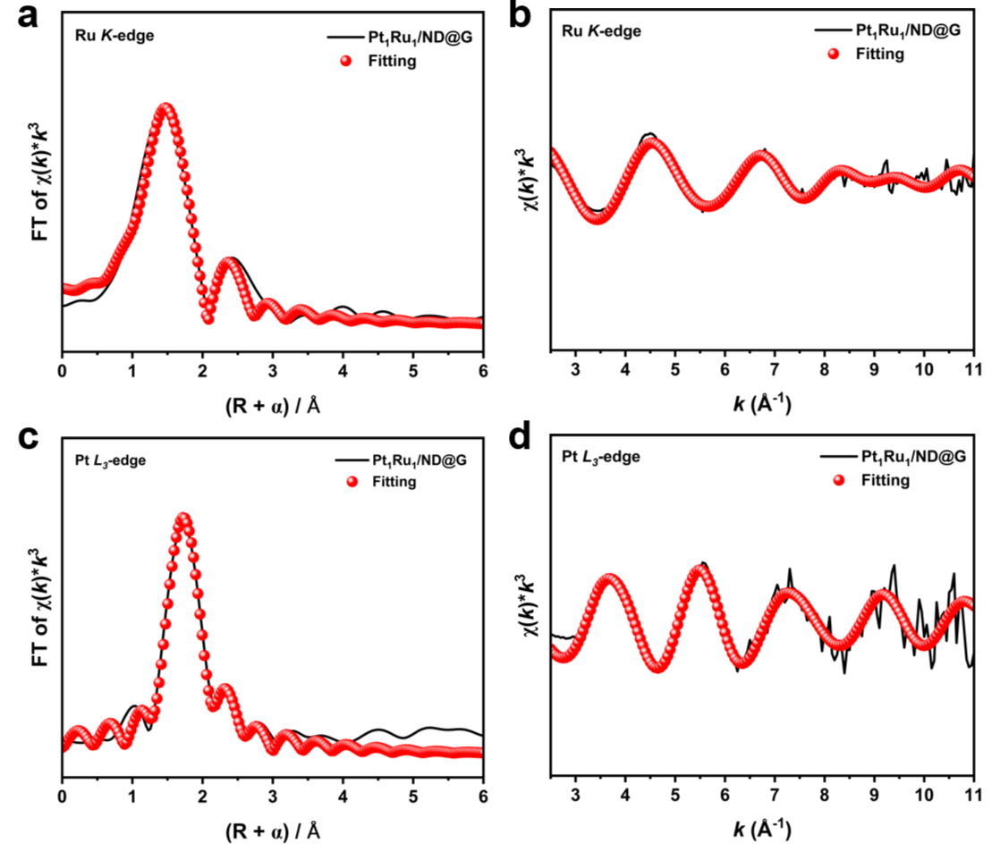 a
Ru K-edge
Pt₁Ru₁/ND@G
Fitting
FT of χ(k)*k³
0 1 2 3 4 5 6
(R + α) / Å
b
Ru K-edge
Pt₁Ru₁/ND@G
Fitting
χ(k)*k³
3 4 5 6 7 8 9 10 11
k (Å⁻¹)
c
Pt L₃-edge
Pt₁Ru₁/ND@G
Fitting
FT of χ(k)*k³
0 1 2 3 4 5 6
(R + α) / Å
d
Pt L₃-edge
Pt₁Ru₁/ND@G
Fitting
χ(k)*k³
3 4 5 6 7 8 9 10 11
k (Å⁻¹)